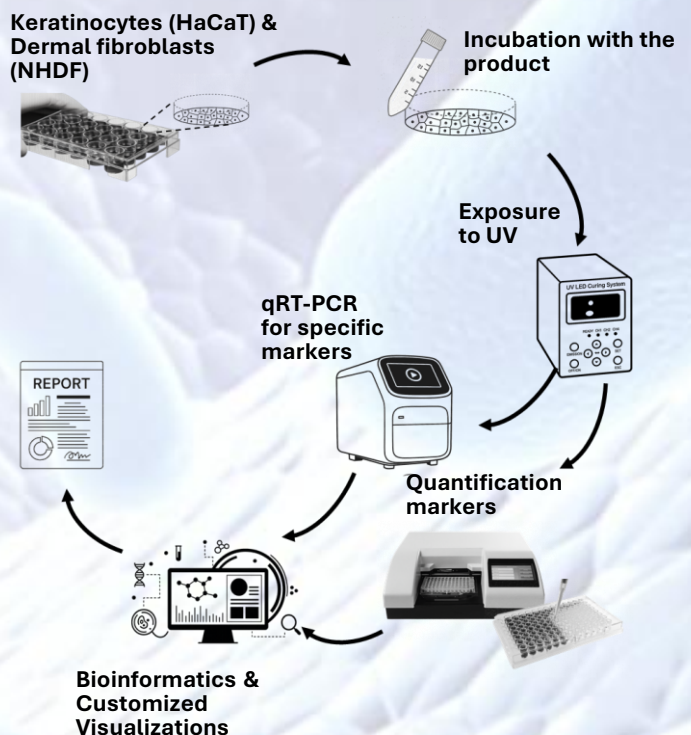 Keratinocytes (HaCaT) &
Dermal fibroblasts
(NHDF)
Incubation with the
product
Exposure
to UV
UV LED Curing System
qRT-PCR
for specific
markers
REPORT
Quantification
markers
Bioinformatics &
Customized
Visualizations